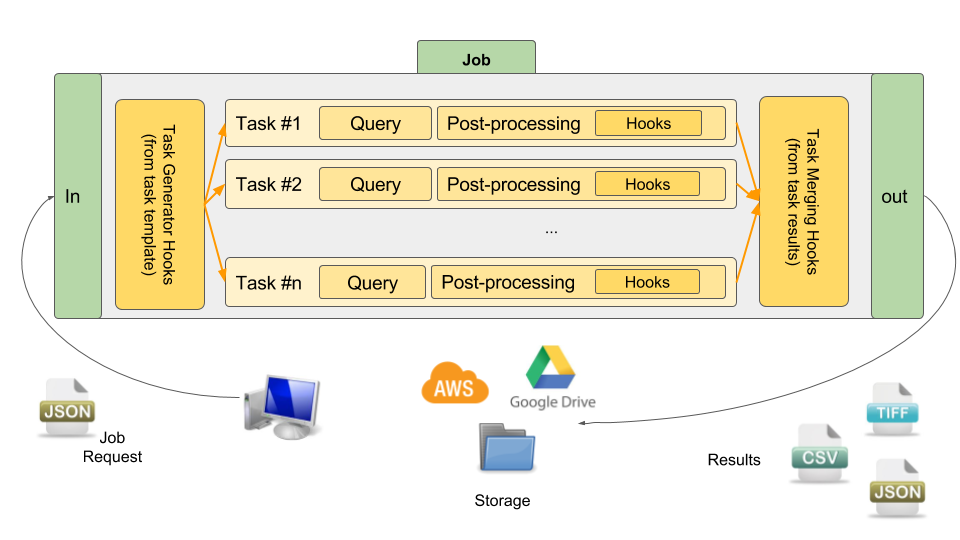 Job
In
Task Generator Hooks
(from task template)
Task #1
Query
Post-processing
Hooks
Task #2
Query
Post-processing
Hooks
...
Task #n
Query
Post-processing
Hooks
Task Merging Hooks
(from task results)
out
JSON
Job
Request
AWS
Google Drive
Storage
Results
TIFF
CSV
JSON